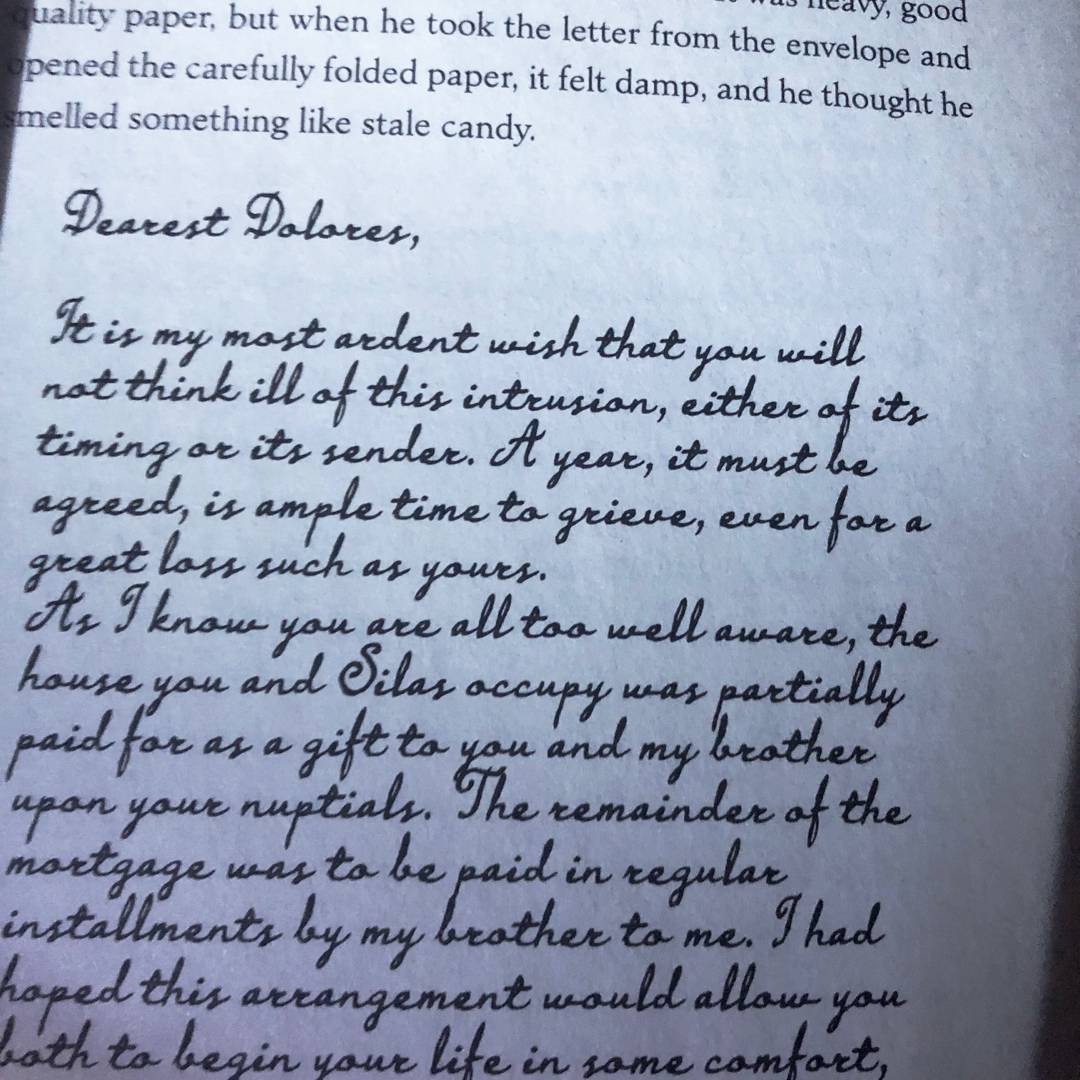 was heavy, good
quality paper, but when he took the letter from the envelope and
opened the carefully folded paper, it felt damp, and he thought he
smelled something like stale candy.
Dearest Dolores,
It is my most ardent wish that you will
not think ill of this intrusion, either of its
timing or its sender. A year, it must be
agreed, is ample time to grieve, even for a
great loss such as yours.
As I know you are all too well aware, the
house you and Silas occupy was partially
paid for as a gift to you and my brother
upon your nuptials. The remainder of the
mortgage was to be paid in regular
installments by my brother to me. I had
hoped this arrangement would allow you
both to begin your life in some comfort,